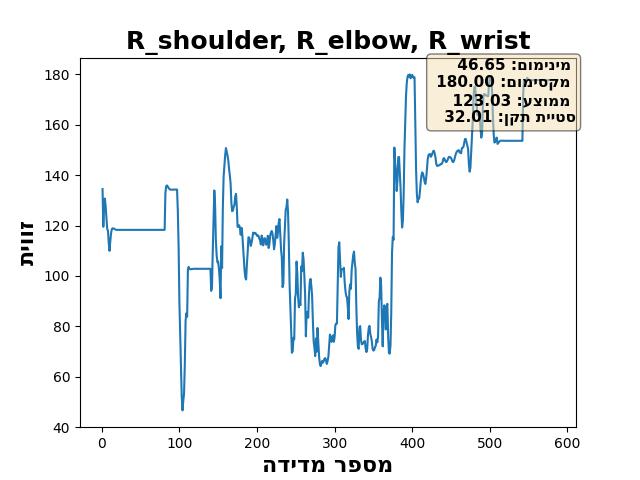 R_shoulder, R_elbow, R_wrist
מינימום: 46.65
מקסימום: 180.00
ממוצע: 123.03
סטיית תקן: 32.01
180
160
140
120
100
80
60
40
זווית
0 100 200 300 400 500 600
מספר מדידה